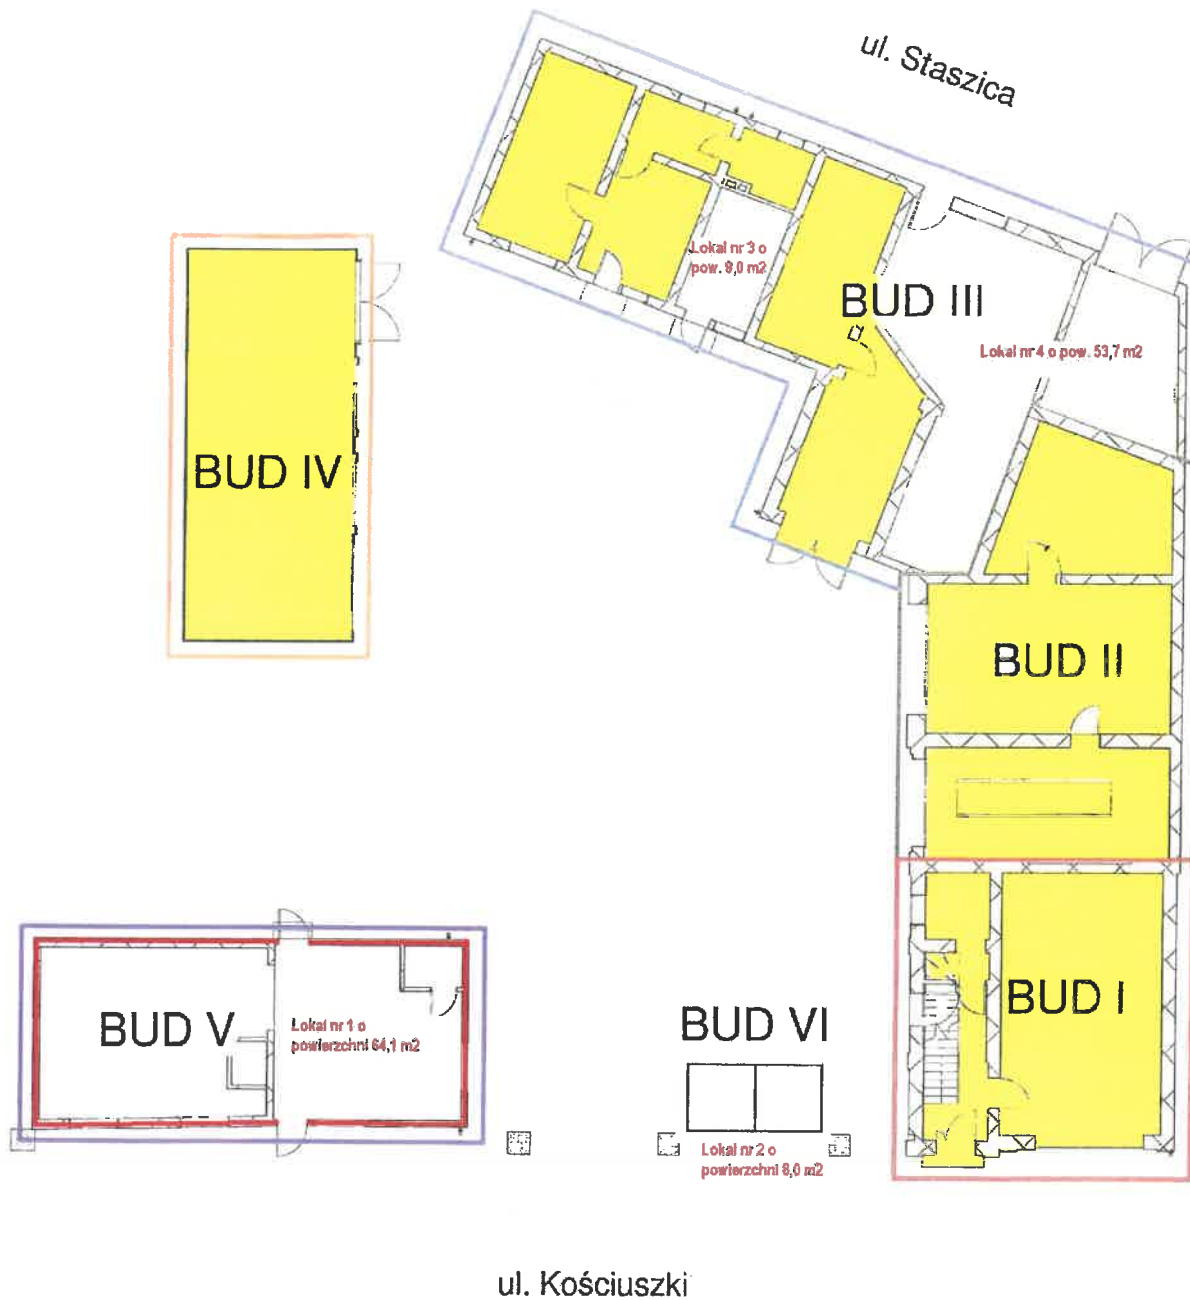 ul. Staszica
Lokal nr 3 o
pow. 9,0 m2
BUD III
Lokal nr 4 o pow. 53,7 m2
BUD IV
BUD II
BUD I
BUD V
Lokal nr 1 o
powierzchni 64,1 m2
BUD VI
Lokal nr 2 o
powierzchni 8,0 m2
ul. Kościuszki